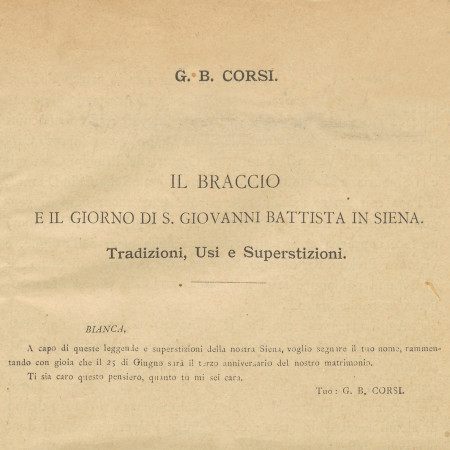 G. B. CORSI.
IL BRACCIO
E IL GIORNO DI S. GIOVANNI BATTISTA IN SIENA.
Tradizioni, Usi e Superstizioni.
BIANCA,
A capo di queste leggende e superstizioni della nostra Siena, voglio segnare il tuo nome, rammen-
tando con gioia che il 25 di Giugno sarà il terzo anniversario del nostro matrimonio.
Ti sia caro questo pensiero, quanto tu mi sei cara.
Tuo: G. B. CORSI.